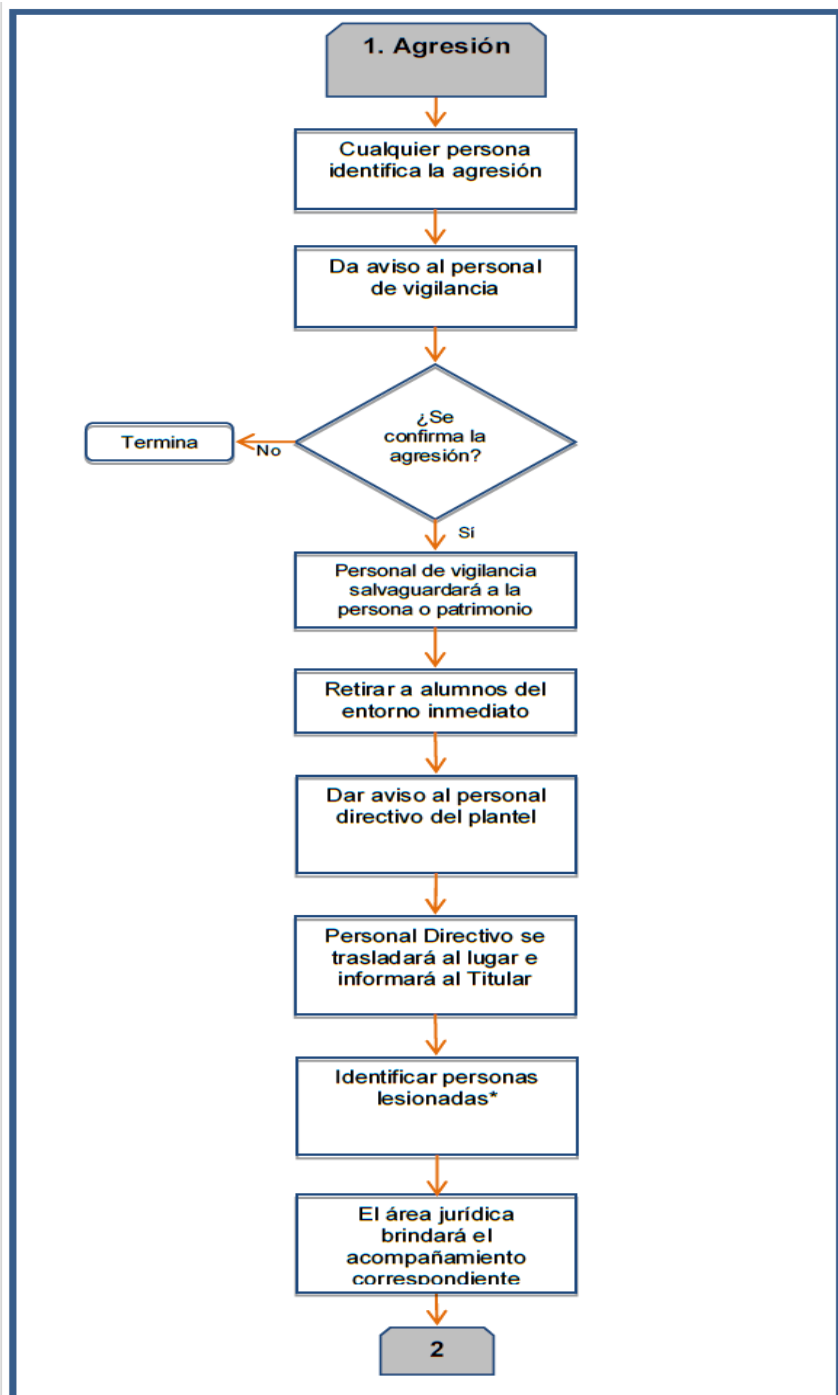 1. Agresión
Cualquier persona
identifica la agresión
Da aviso al personal
de vigilancia
¿Se
confirma la
agresión?
Termina
No
Sí
Personal de vigilancia
salvaguardará a la
persona o patrimonio
Retirar a alumnos del
entorno inmediato
Dar aviso al personal
directivo del plantel
Personal Directivo se
trasladará al lugar e
informará al Titular
Identificar personas
lesionadas*
El área jurídica
brindará el
acompañamiento
correspondiente
2